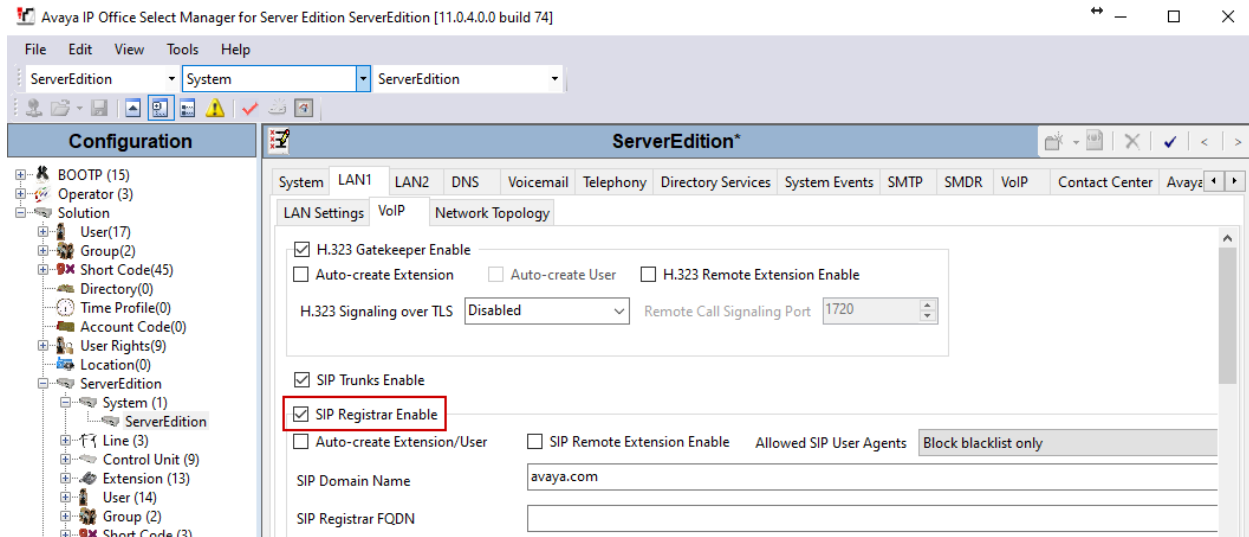 Avaya IP Office Select Manager for Server Edition ServerEdition [11.0.4.0.0 build 74]
File Edit View Tools Help
ServerEdition System ServerEdition
Configuration
ServerEdition*
BOOTP (15)
Operator (3)
Solution
User(17)
Group(2)
Short Code(45)
Directory(0)
Time Profile(0)
Account Code(0)
User Rights(9)
Location(0)
ServerEdition
System (1)
ServerEdition
Line (3)
Control Unit (9)
Extension (13)
User (14)
Group (2)
Short Code (3)
System LAN1 LAN2 DNS Voicemail Telephony Directory Services System Events SMTP SMDR VoIP Contact Center Avaya
LAN Settings VoIP Network Topology
H.323 Gatekeeper Enable
Auto-create Extension Auto-create User H.323 Remote Extension Enable
H.323 Signaling over TLS Disabled Remote Call Signaling Port 1720
SIP Trunks Enable
SIP Registrar Enable
Auto-create Extension/User SIP Remote Extension Enable Allowed SIP User Agents Block blacklist only
SIP Domain Name avaya.com
SIP Registrar FQDN